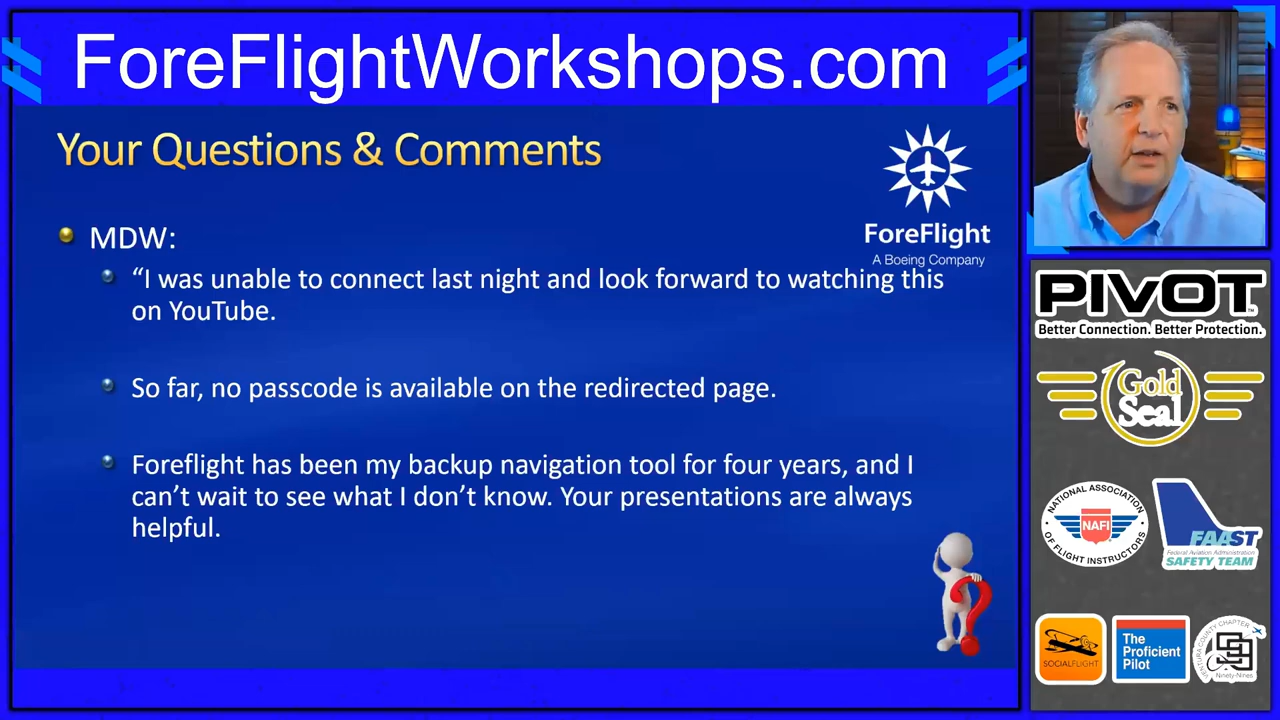 ForeFlightWorkshops.com
Your Questions & Comments
ForeFlight
A Boeing Company
MDW:
“I was unable to connect last night and look forward to watching this
on YouTube.
So far, no passcode is available on the redirected page.
Foreflight has been my backup navigation tool for four years, and I
can’t wait to see what I don’t know. Your presentations are always
helpful.
PIVOT
Better Connection. Better Protection.
Gold
Seal
NATIONAL ASSOCIATION
NAFI
OF FLIGHT INSTRUCTORS
FAAST
Federal Aviation Administration
SAFETY TEAM
SOCIALFLIGHT
The
Proficient
Pilot
VENTURA COUNTY CHAPTER
99
Ninety-Nines